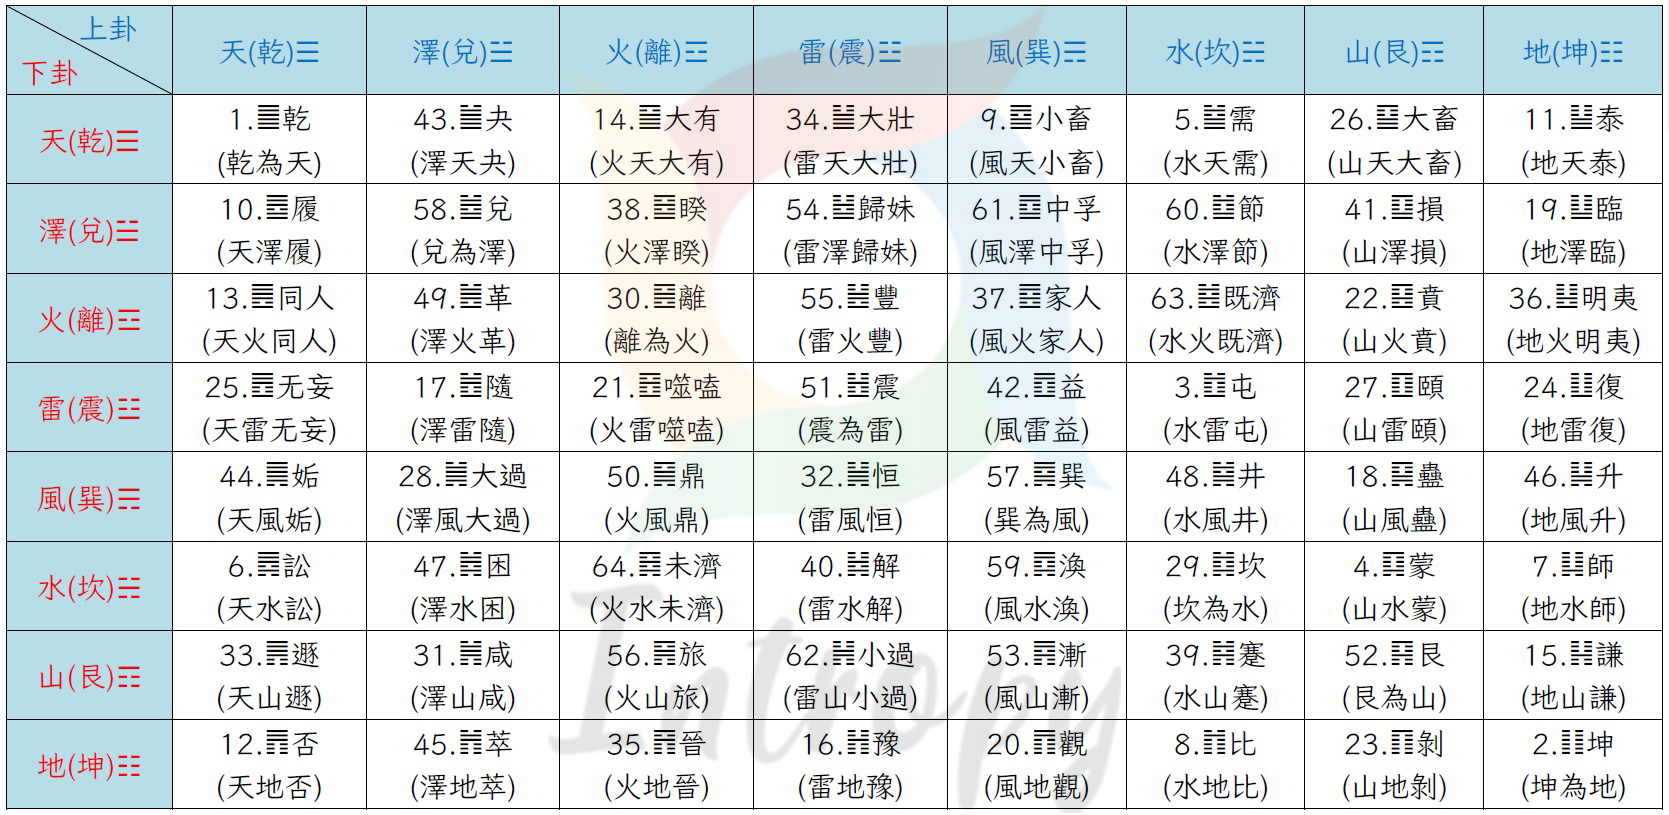 上卦
下卦
天(乾)☰ 澤(兌)☱ 火(離)☲ 雷(震)☳ 風(巽)☴ 水(坎)☵ 山(艮)☶ 地(坤)☷
天(乾)☰
1.䷀乾 43.䷪夬 14.䷍大有 34.䷡大壯 9.䷈小畜 5.䷄需 26.䷙大畜 11.䷊泰
(乾為天) (澤天夬) (火天大有) (雷天大壯) (風天小畜) (水天需) (山天大畜) (地天泰)
澤(兌)☱
10.䷉履 58.䷹兌 38.䷥睽 54.䷵歸妹 61.䷼中孚 60.䷻節 41.䷨損 19.䷒臨
(天澤履) (兌為澤) (火澤睽) (雷澤歸妹) (風澤中孚) (水澤節) (山澤損) (地澤臨)
火(離)☲
13.䷌同人 49.䷰革 30.䷝離 55.䷶豐 37.䷤家人 63.䷾既濟 22.䷕賁 36.䷣明夷
(天火同人) (澤火革) (離為火) (雷火豐) (風火家人) (水火既濟) (山火賁) (地火明夷)
雷(震)☳
25.䷘无妄 17.䷐隨 21.䷔噬嗑 51.䷲震 42.䷩益 3.䷂屯 27.䷚頤 24.䷗復
(天雷无妄) (澤雷隨) (火雷噬嗑) (震為雷) (風雷益) (水雷屯) (山雷頤) (地雷復)
風(巽)☴
44.䷫姤 28.䷛大過 50.䷱鼎 32.䷟恒 57.䷸巽 48.䷯井 18.䷑蠱 46.䷭升
(天風姤) (澤風大過) (火風鼎) (雷風恒) (巽為風) (水風井) (山風蠱) (地風升)
水(坎)☵
6.䷅訟 47.䷮困 64.䷿未濟 40.䷧解 59.䷺渙 29.䷜坎 4.䷃蒙 7.䷆師
(天水訟) (澤水困) (火水未濟) (雷水解) (風水渙) (坎為水) (山水蒙) (地水師)
山(艮)☶
33.䷠遯 31.䷞咸 56.䷷旅 62.䷽小過 53.䷴漸 39.䷦蹇 52.䷳艮 15.䷎謙
(天山遯) (澤山咸) (火山旅) (雷山小過) (風山漸) (水山蹇) (艮為山) (地山謙)
地(坤)☷
12.䷋否 45.䷬萃 35.䷢晉 16.䷏豫 20.䷓觀 8.䷇比 23.䷖剝 2.䷁坤
(天地否) (澤地萃) (火地晉) (雷地豫) (風地觀) (水地比) (山地剝) (坤為地)
Intropy